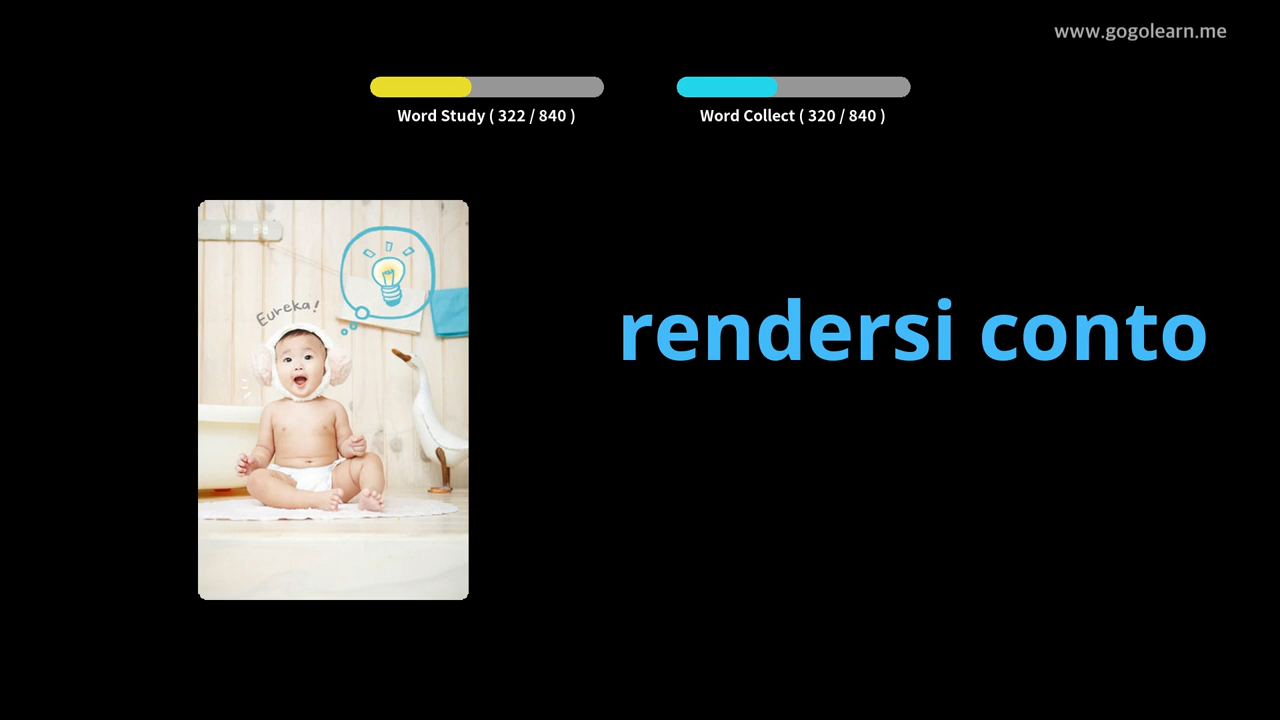 www.gogolearn.me
Word Study ( 322 / 840 )
Word Collect ( 320 / 840 )
Eureka!
rendersi conto